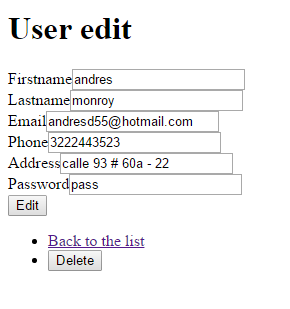 User edit
Firstname andres
Lastname monroy
Email andresd55@hotmail.com
Phone 3222443523
Address calle 93 # 60a - 22
Password pass
Edit
Back to the list
Delete